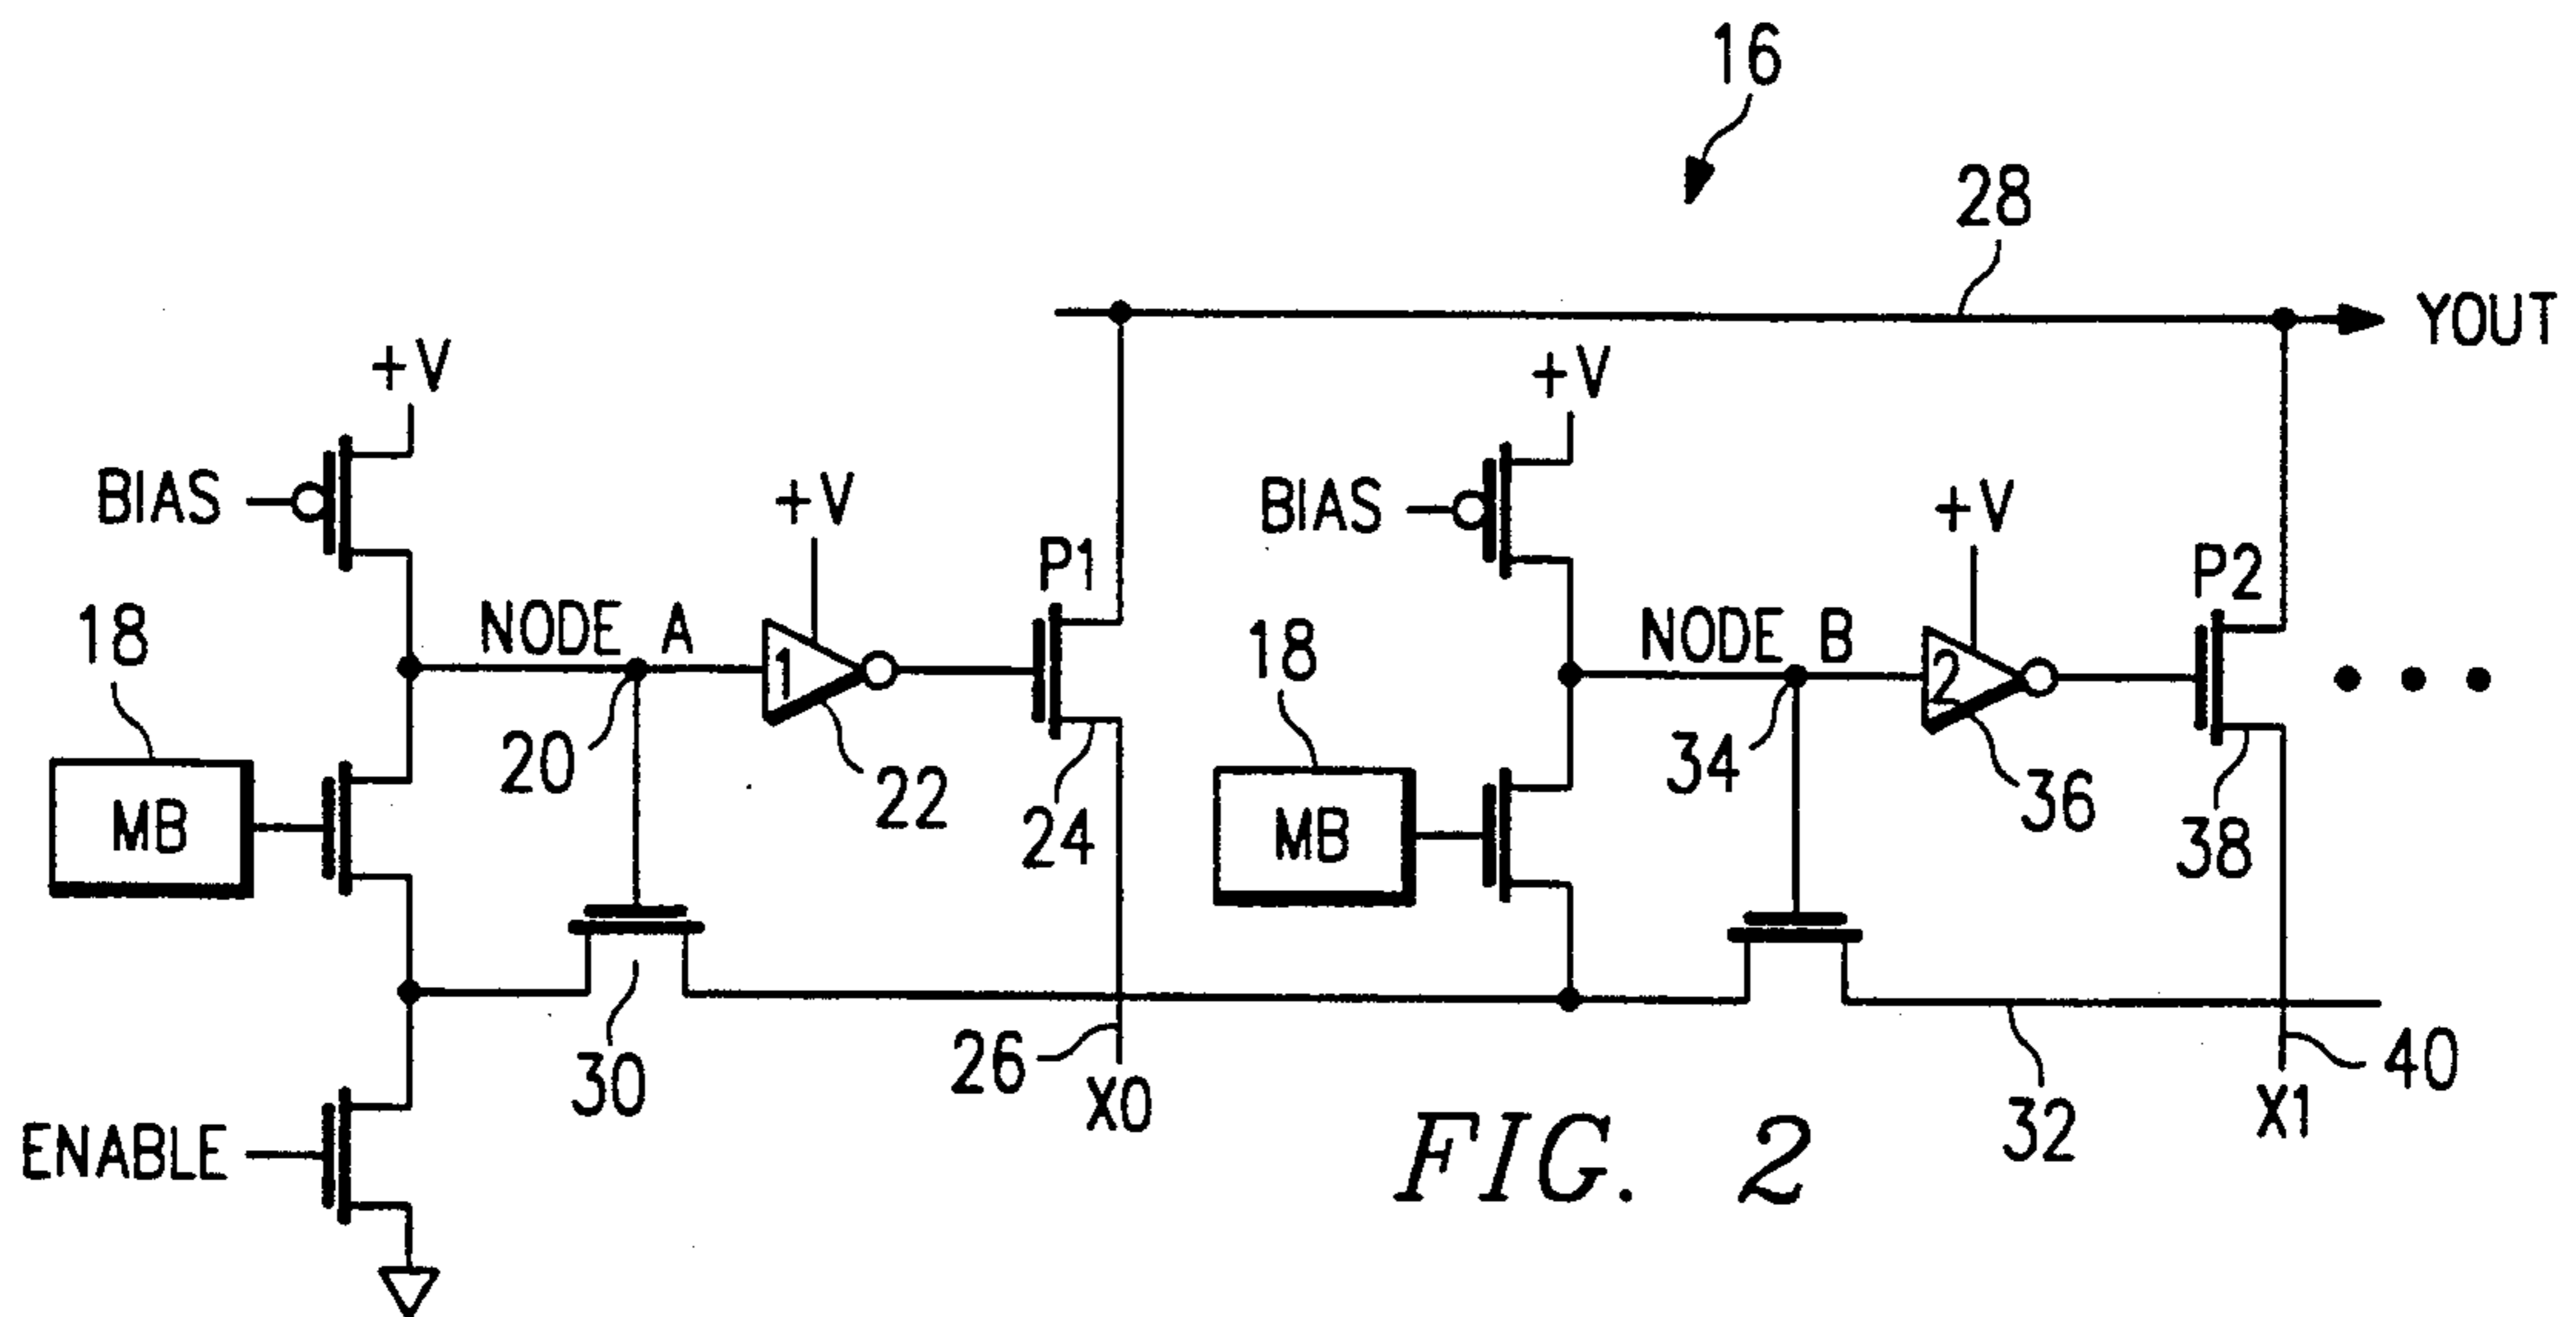 16
28
YOUT
+V
+V
BIAS
+V
BIAS
+V
P1
P2
18
NODE A
1
18
NODE B
2
20
22
34
36
MB
24
MB
38
30
26
X0
40
X1
32
ENABLE
FIG. 2